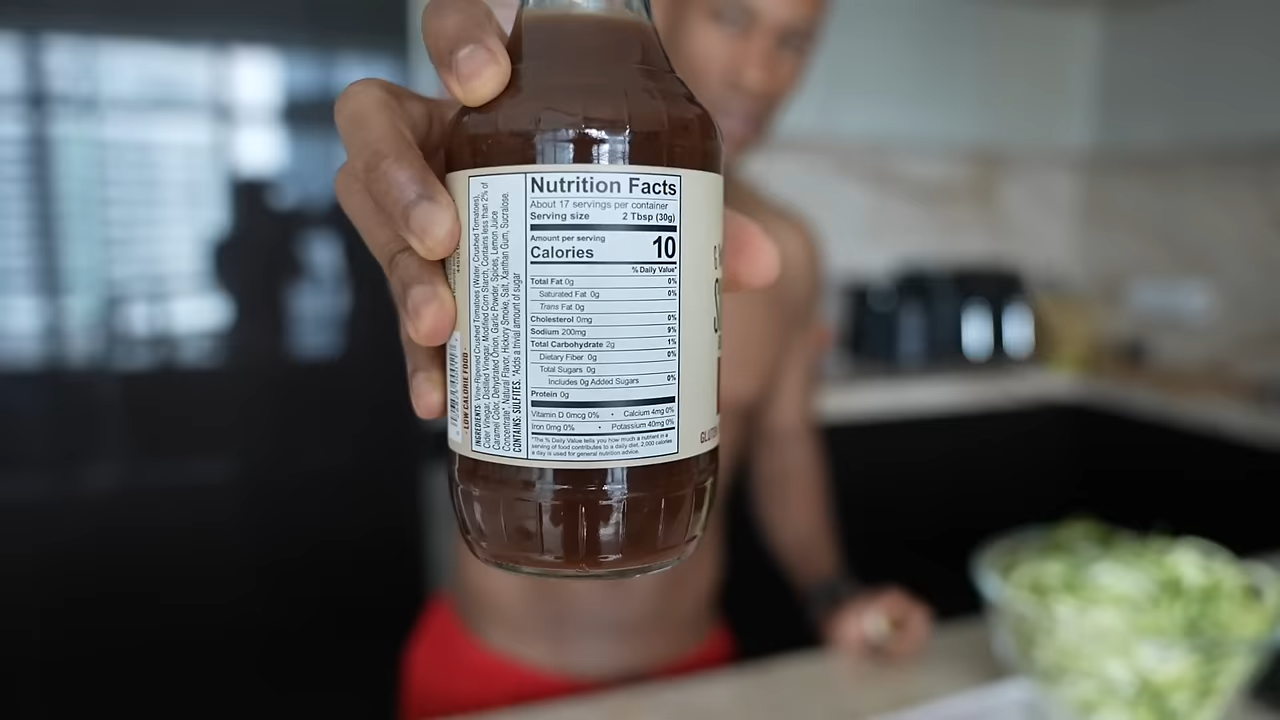 INGREDIENTS: Vine-Ripened Crushed Tomatoes (Water, Crushed Tomatoes),
Cider Vinegar, Distilled Vinegar, Modified Corn Starch, Contains less than 2% of
Caramel Color, Dehydrated Onion, Garlic Powder, Spices, Lemon Juice
Concentrate*, Natural Flavor, Hickory Smoke, Salt, Xanthan Gum, Sucralose.
CONTAINS: SULFITES. *Adds a trivial amount of sugar
- LOW CALORIE FOOD -
Nutrition Facts
About 17 servings per container
Serving size 2 Tbsp (30g)
Amount per serving
Calories 10
% Daily Value*
Total Fat 0g 0%
Saturated Fat 0g 0%
Trans Fat 0g
Cholesterol 0mg 0%
Sodium 200mg 9%
Total Carbohydrate 2g 1%
Dietary Fiber 0g 0%
Total Sugars 0g
Includes 0g Added Sugars 0%
Protein 0g
Vitamin D 0mcg 0% • Calcium 4mg 0%
Iron 0mg 0% • Potassium 40mg 0%
*The % Daily Value tells you how much a nutrient in a
serving of food contributes to a daily diet. 2,000 calories
a day is used for general nutrition advice.